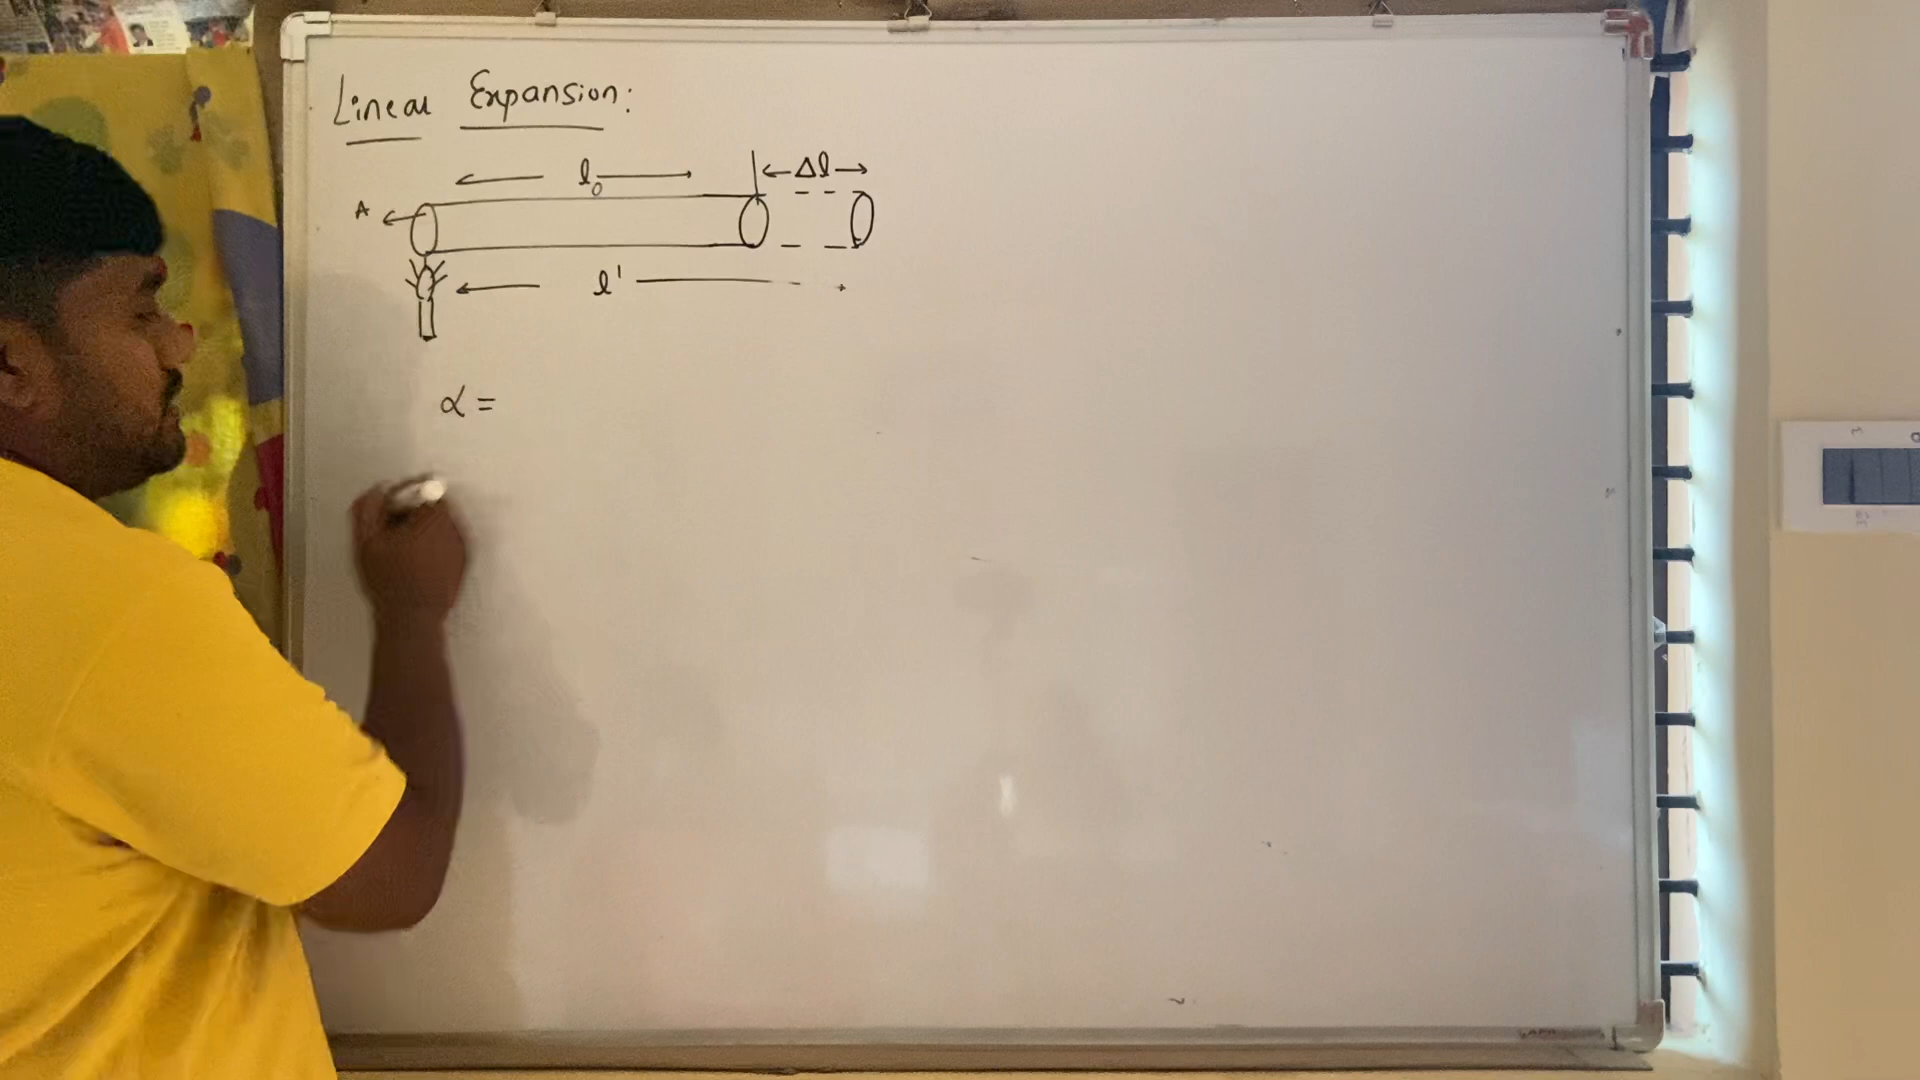 Linear Expansion:
l₀ Δl
A
l'
α =